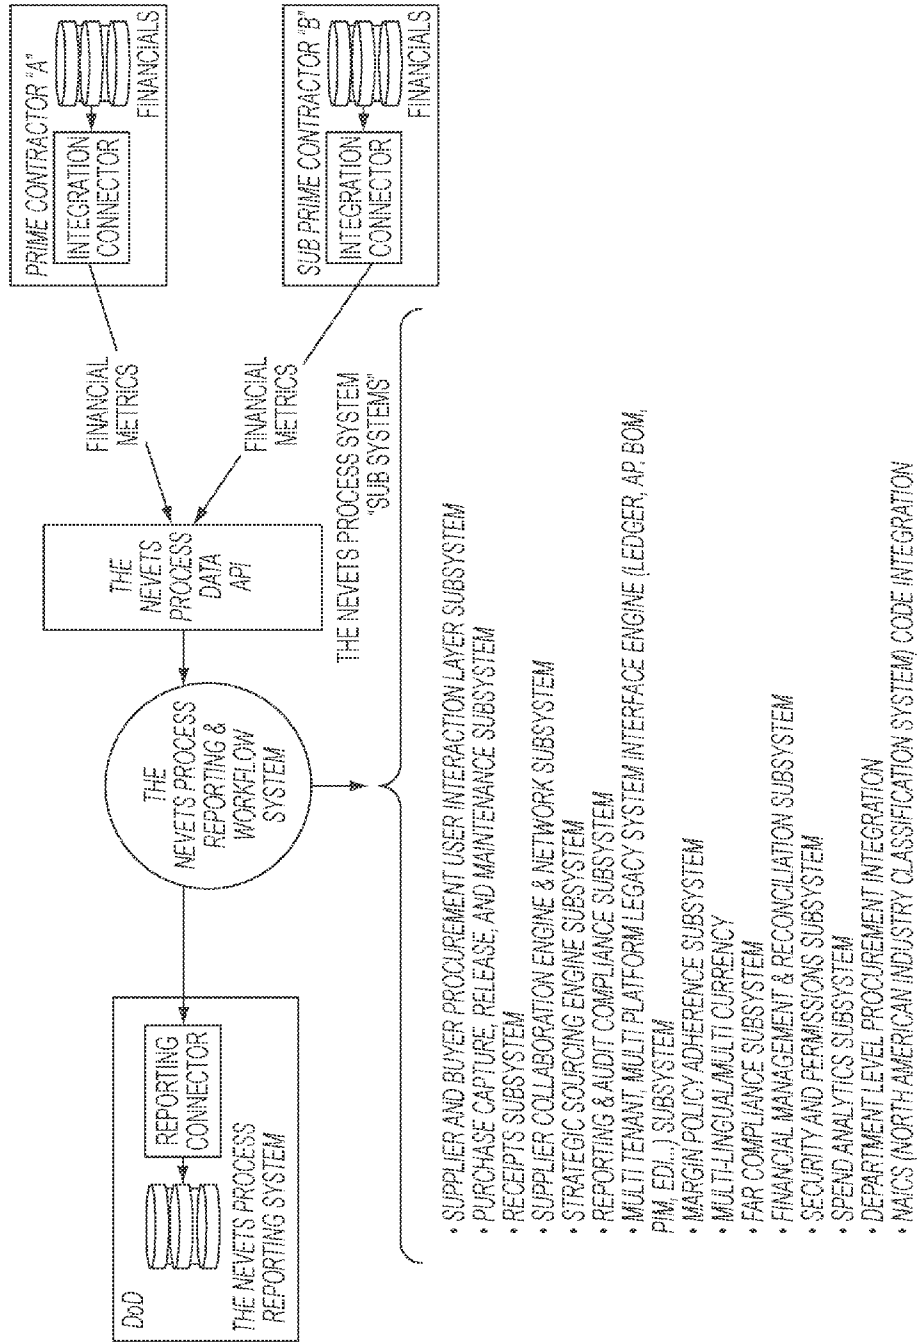 DoD
REPORTING
CONNECTOR
THE NEVETS PROCESS
REPORTING SYSTEM
THE
NEVETS PROCESS
REPORTING &
WORKFLOW
SYSTEM
THE
NEVETS
PROCESS
DATA
API
FINANCIAL
METRICS
FINANCIAL
METRICS
PRIME CONTRACTOR "A"
INTEGRATION
CONNECTOR
FINANCIALS
SUB PRIME CONTRACTOR "B"
INTEGRATION
CONNECTOR
FINANCIALS
THE NEVETS PROCESS SYSTEM
"SUB SYSTEMS"
• SUPPLIER AND BUYER PROCUREMENT USER INTERACTION LAYER SUBSYSTEM
• PURCHASE CAPTURE, RELEASE, AND MAINTENANCE SUBSYSTEM
• RECEIPTS SUBSYSTEM
• SUPPLIER COLLABORATION ENGINE & NETWORK SUBSYSTEM
• STRATEGIC SOURCING ENGINE SUBSYSTEM
• REPORTING & AUDIT COMPLIANCE SUBSYSTEM
• MULTI TENANT, MULTI PLATFORM LEGACY SYSTEM INTERFACE ENGINE (LEDGER, AP, BOM,
PIM, EDI...) SUBSYSTEM
• MARGIN POLICY ADHERENCE SUBSYSTEM
• MULTI-LINGUAL/MULTI CURRENCY
• FAR COMPLIANCE SUBSYSTEM
• FINANCIAL MANAGEMENT & RECONCILIATION SUBSYSTEM
• SECURITY AND PERMISSIONS SUBSYSTEM
• SPEND ANALYTICS SUBSYSTEM
• DEPARTMENT LEVEL PROCUREMENT INTEGRATION
• NAICS (NORTH AMERICAN INDUSTRY CLASSIFICATION SYSTEM) CODE INTEGRATION